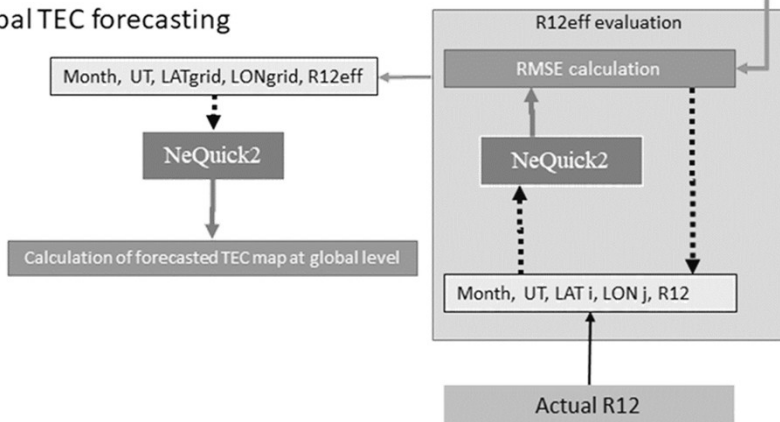 bal TEC forecasting
R12eff evaluation
Month, UT, LATgrid, LONgrid, R12eff
RMSE calculation
NeQuick2
NeQuick2
Calculation of forecasted TEC map at global level
Month, UT, LAT i, LON j, R12
Actual R12